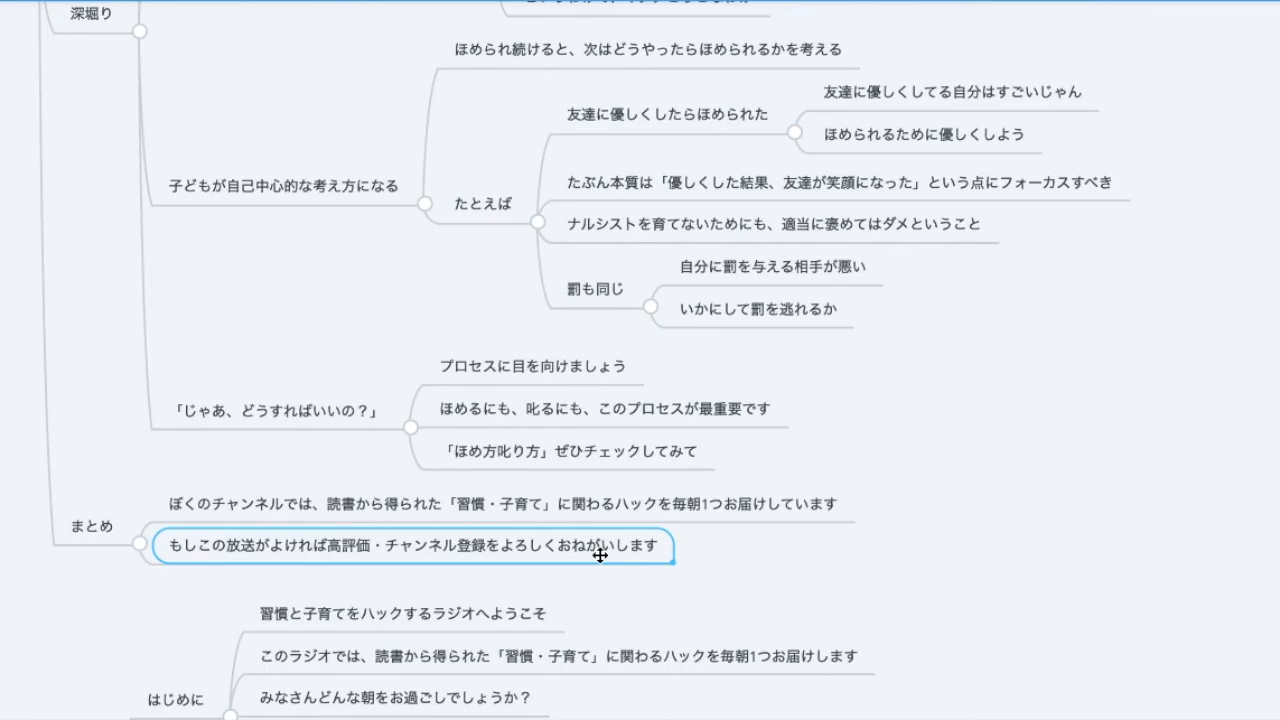 深堀り
ほめられ続けると、次はどうやったらほめられるかを考える
友達に優しくしてる自分はすごいじゃん
友達に優しくしたらほめられた
ほめられるために優しくしよう
子どもが自己中心的な考え方になる
たとえば
たぶん本質は「優しくした結果、友達が笑顔になった」という点にフォーカスすべき
ナルシストを育てないためにも、適当に褒めてはダメということ
自分に罰を与える相手が悪い
罰も同じ
いかにして罰を逃れるか
プロセスに目を向けましょう
「じゃあ、どうすればいいの？」
ほめるにも、叱るにも、このプロセスが最重要です
「ほめ方叱り方」ぜひチェックしてみて
ぼくのチャンネルでは、読書から得られた「習慣・子育て」に関わるハックを毎朝1つお届けしています
まとめ
もしこの放送がよければ高評価・チャンネル登録をよろしくおねがいします
習慣と子育てをハックするラジオへようこそ
このラジオでは、読書から得られた「習慣・子育て」に関わるハックを毎朝1つお届けします
はじめに
みなさんどんな朝をお過ごしでしょうか？